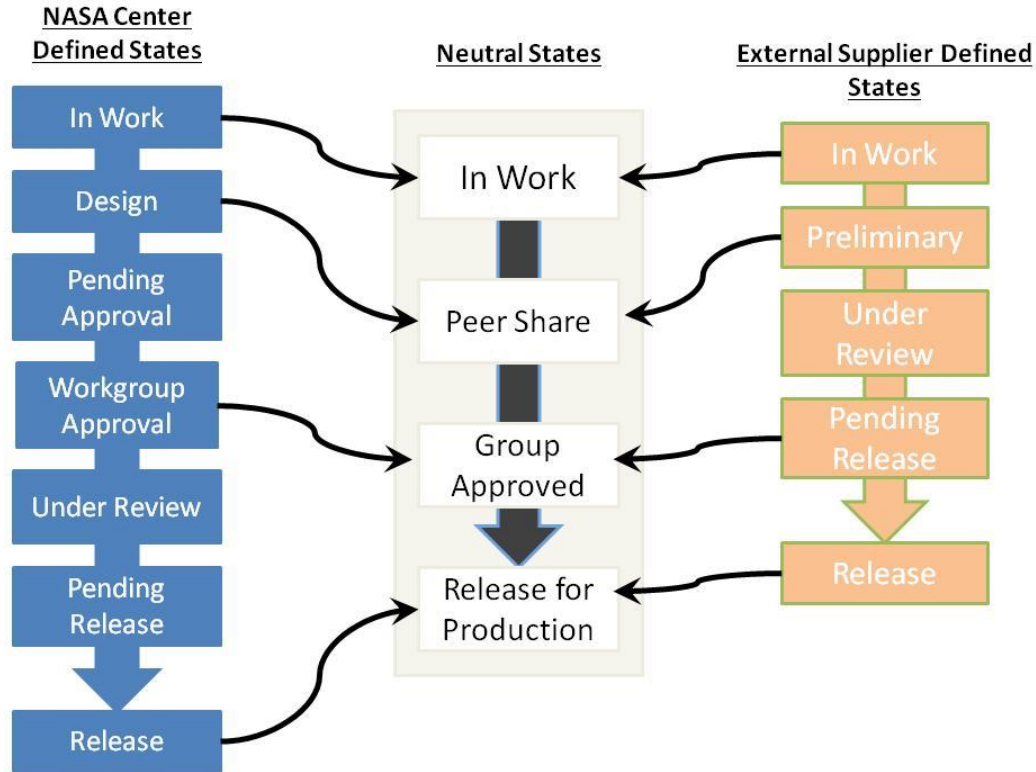 NASA Center
Defined States
In Work
Design
Pending
Approval
Workgroup
Approval
Under Review
Pending
Release
Release
Neutral States
In Work
Peer Share
Group
Approved
Release for
Production
External Supplier Defined
States
In Work
Preliminary
Under
Review
Pending
Release
Release